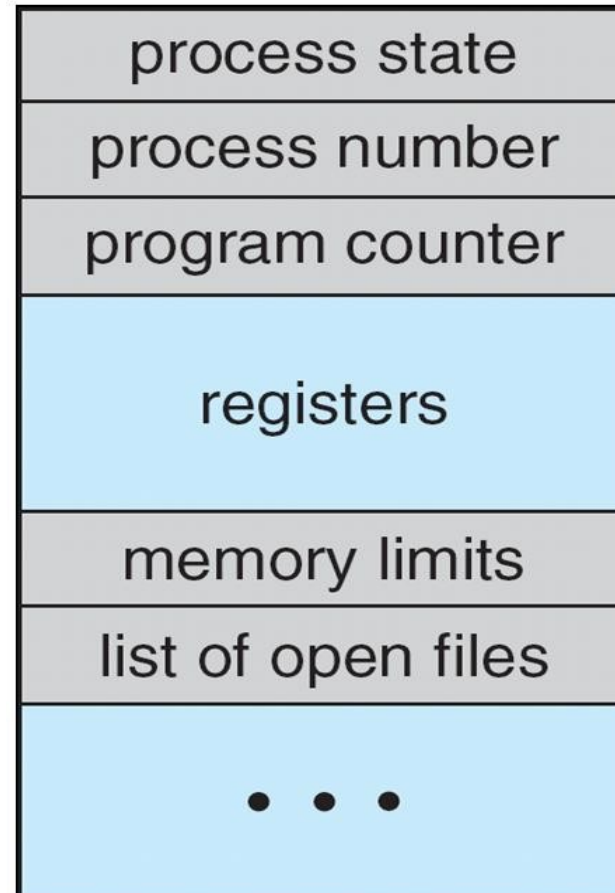 process state
process number
program counter
registers
memory limits
list of open files
• • •